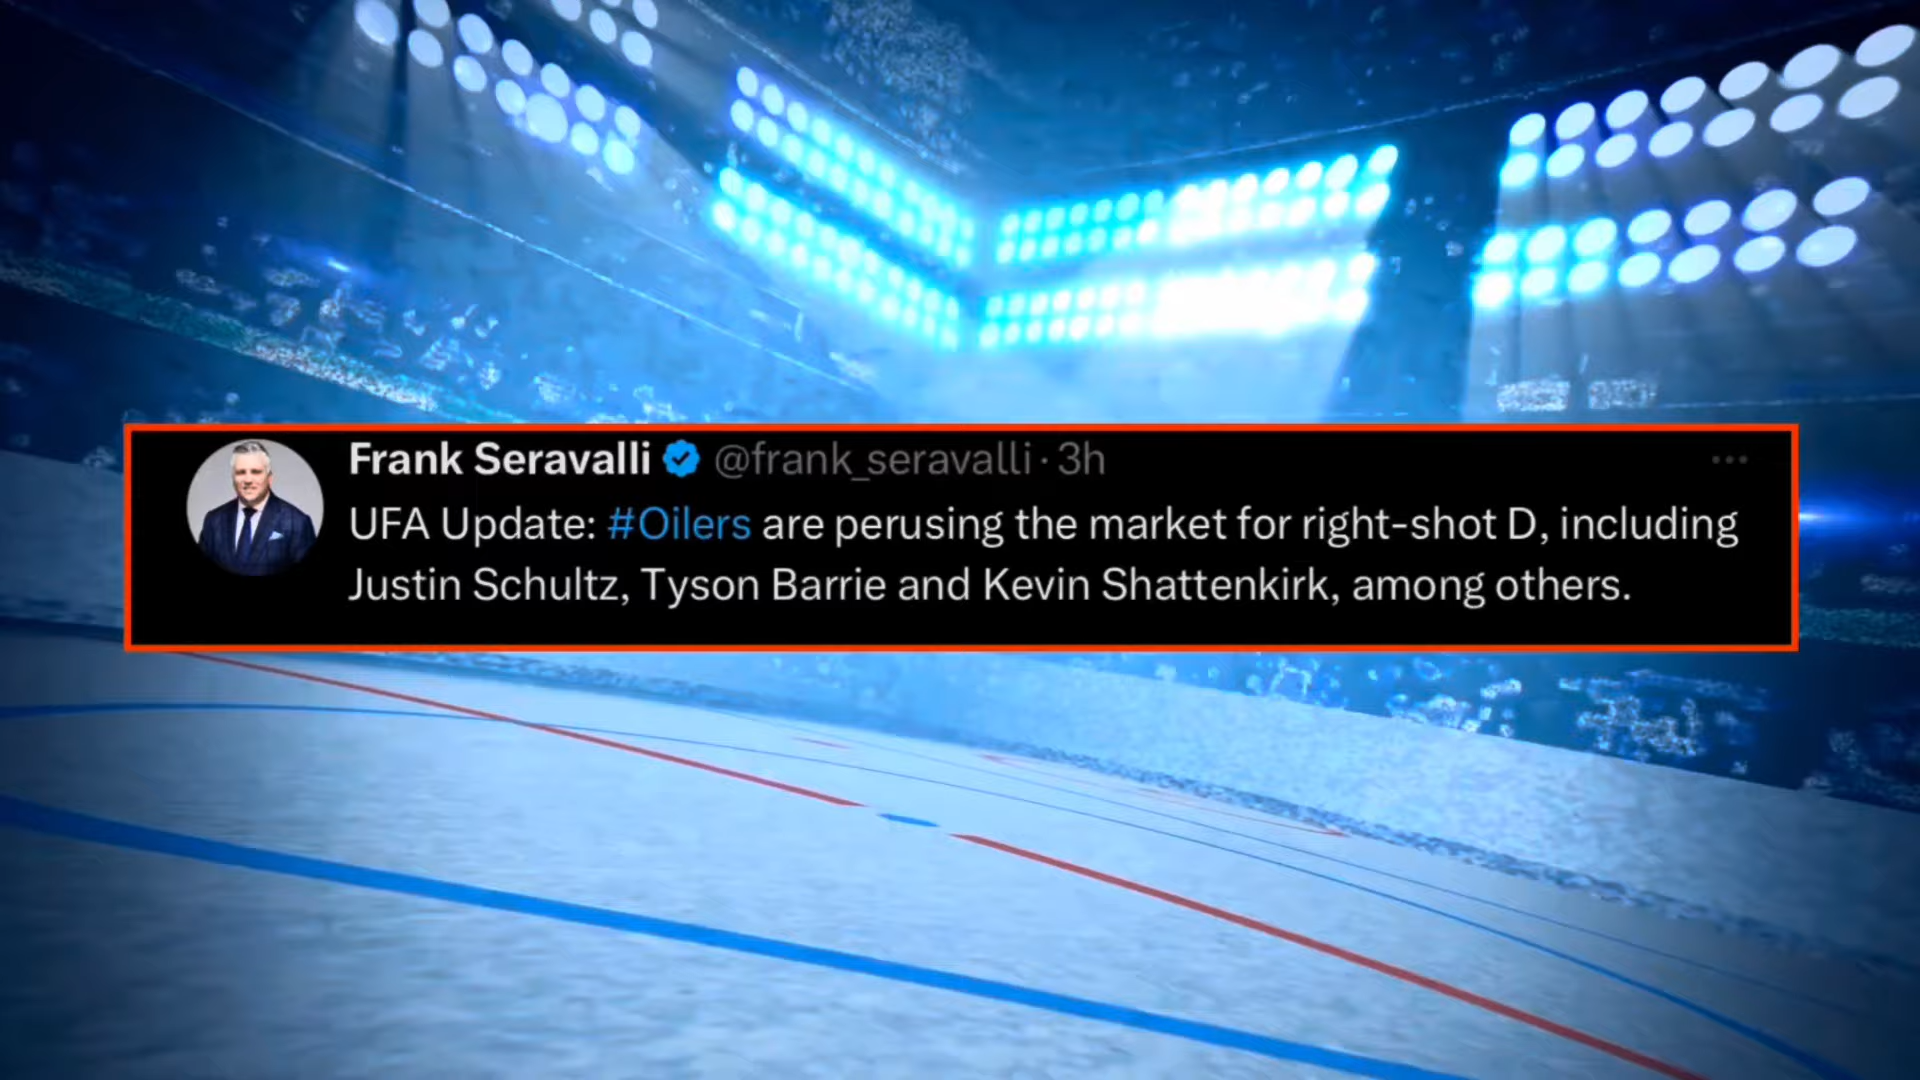 Frank Seravalli @frank_seravalli · 3h
UFA Update: #Oilers are perusing the market for right-shot D, including
Justin Schultz, Tyson Barrie and Kevin Shattenkirk, among others.